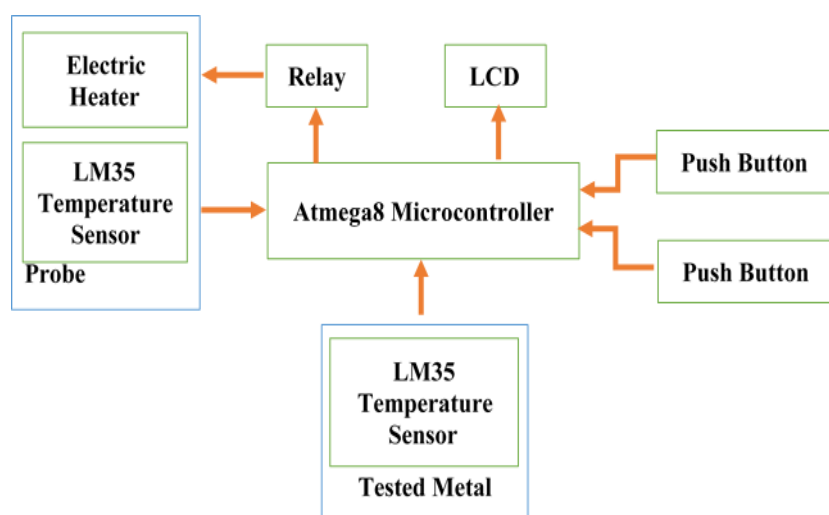 Electric
Heater
Relay
LCD
LM35
Temperature
Sensor
Probe
Atmega8 Microcontroller
Push Button
Push Button
LM35
Temperature
Sensor
Tested Metal